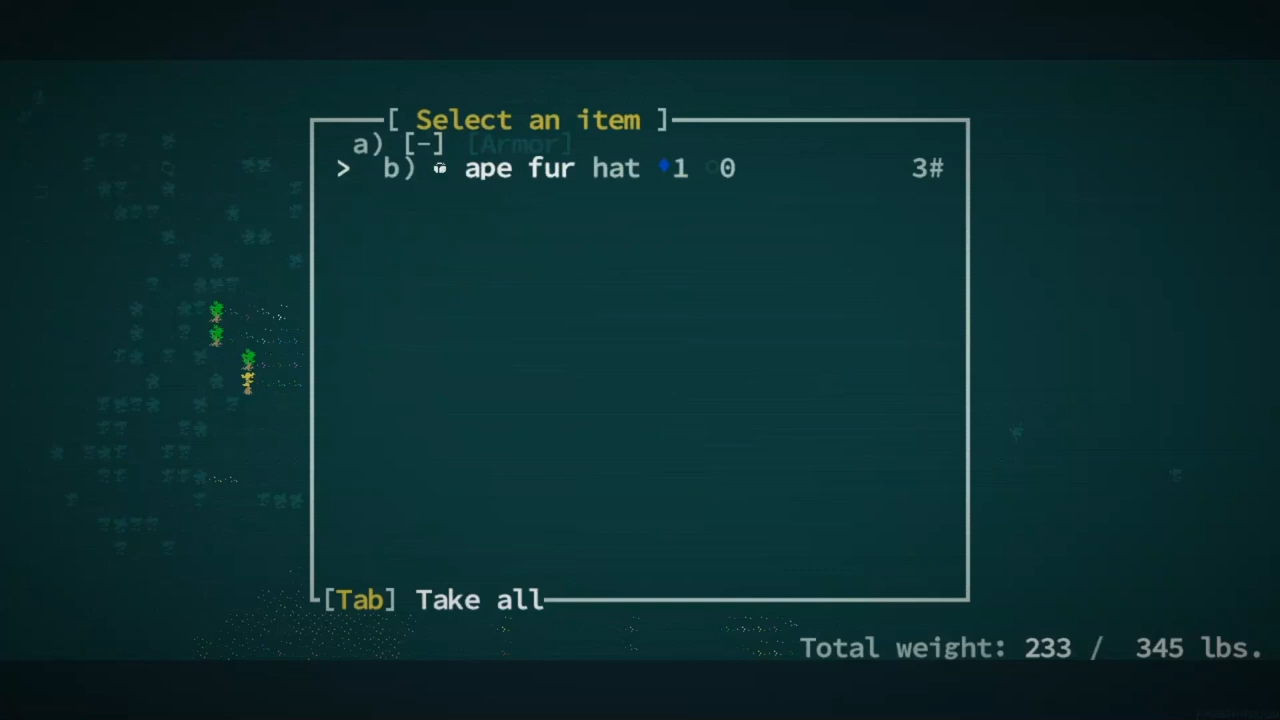 [ Select an item ]
a) [-] [Armor]
> b) ape fur hat ♦1 ○0 3#
[Tab] Take all
Total weight: 233 / 345 lbs.